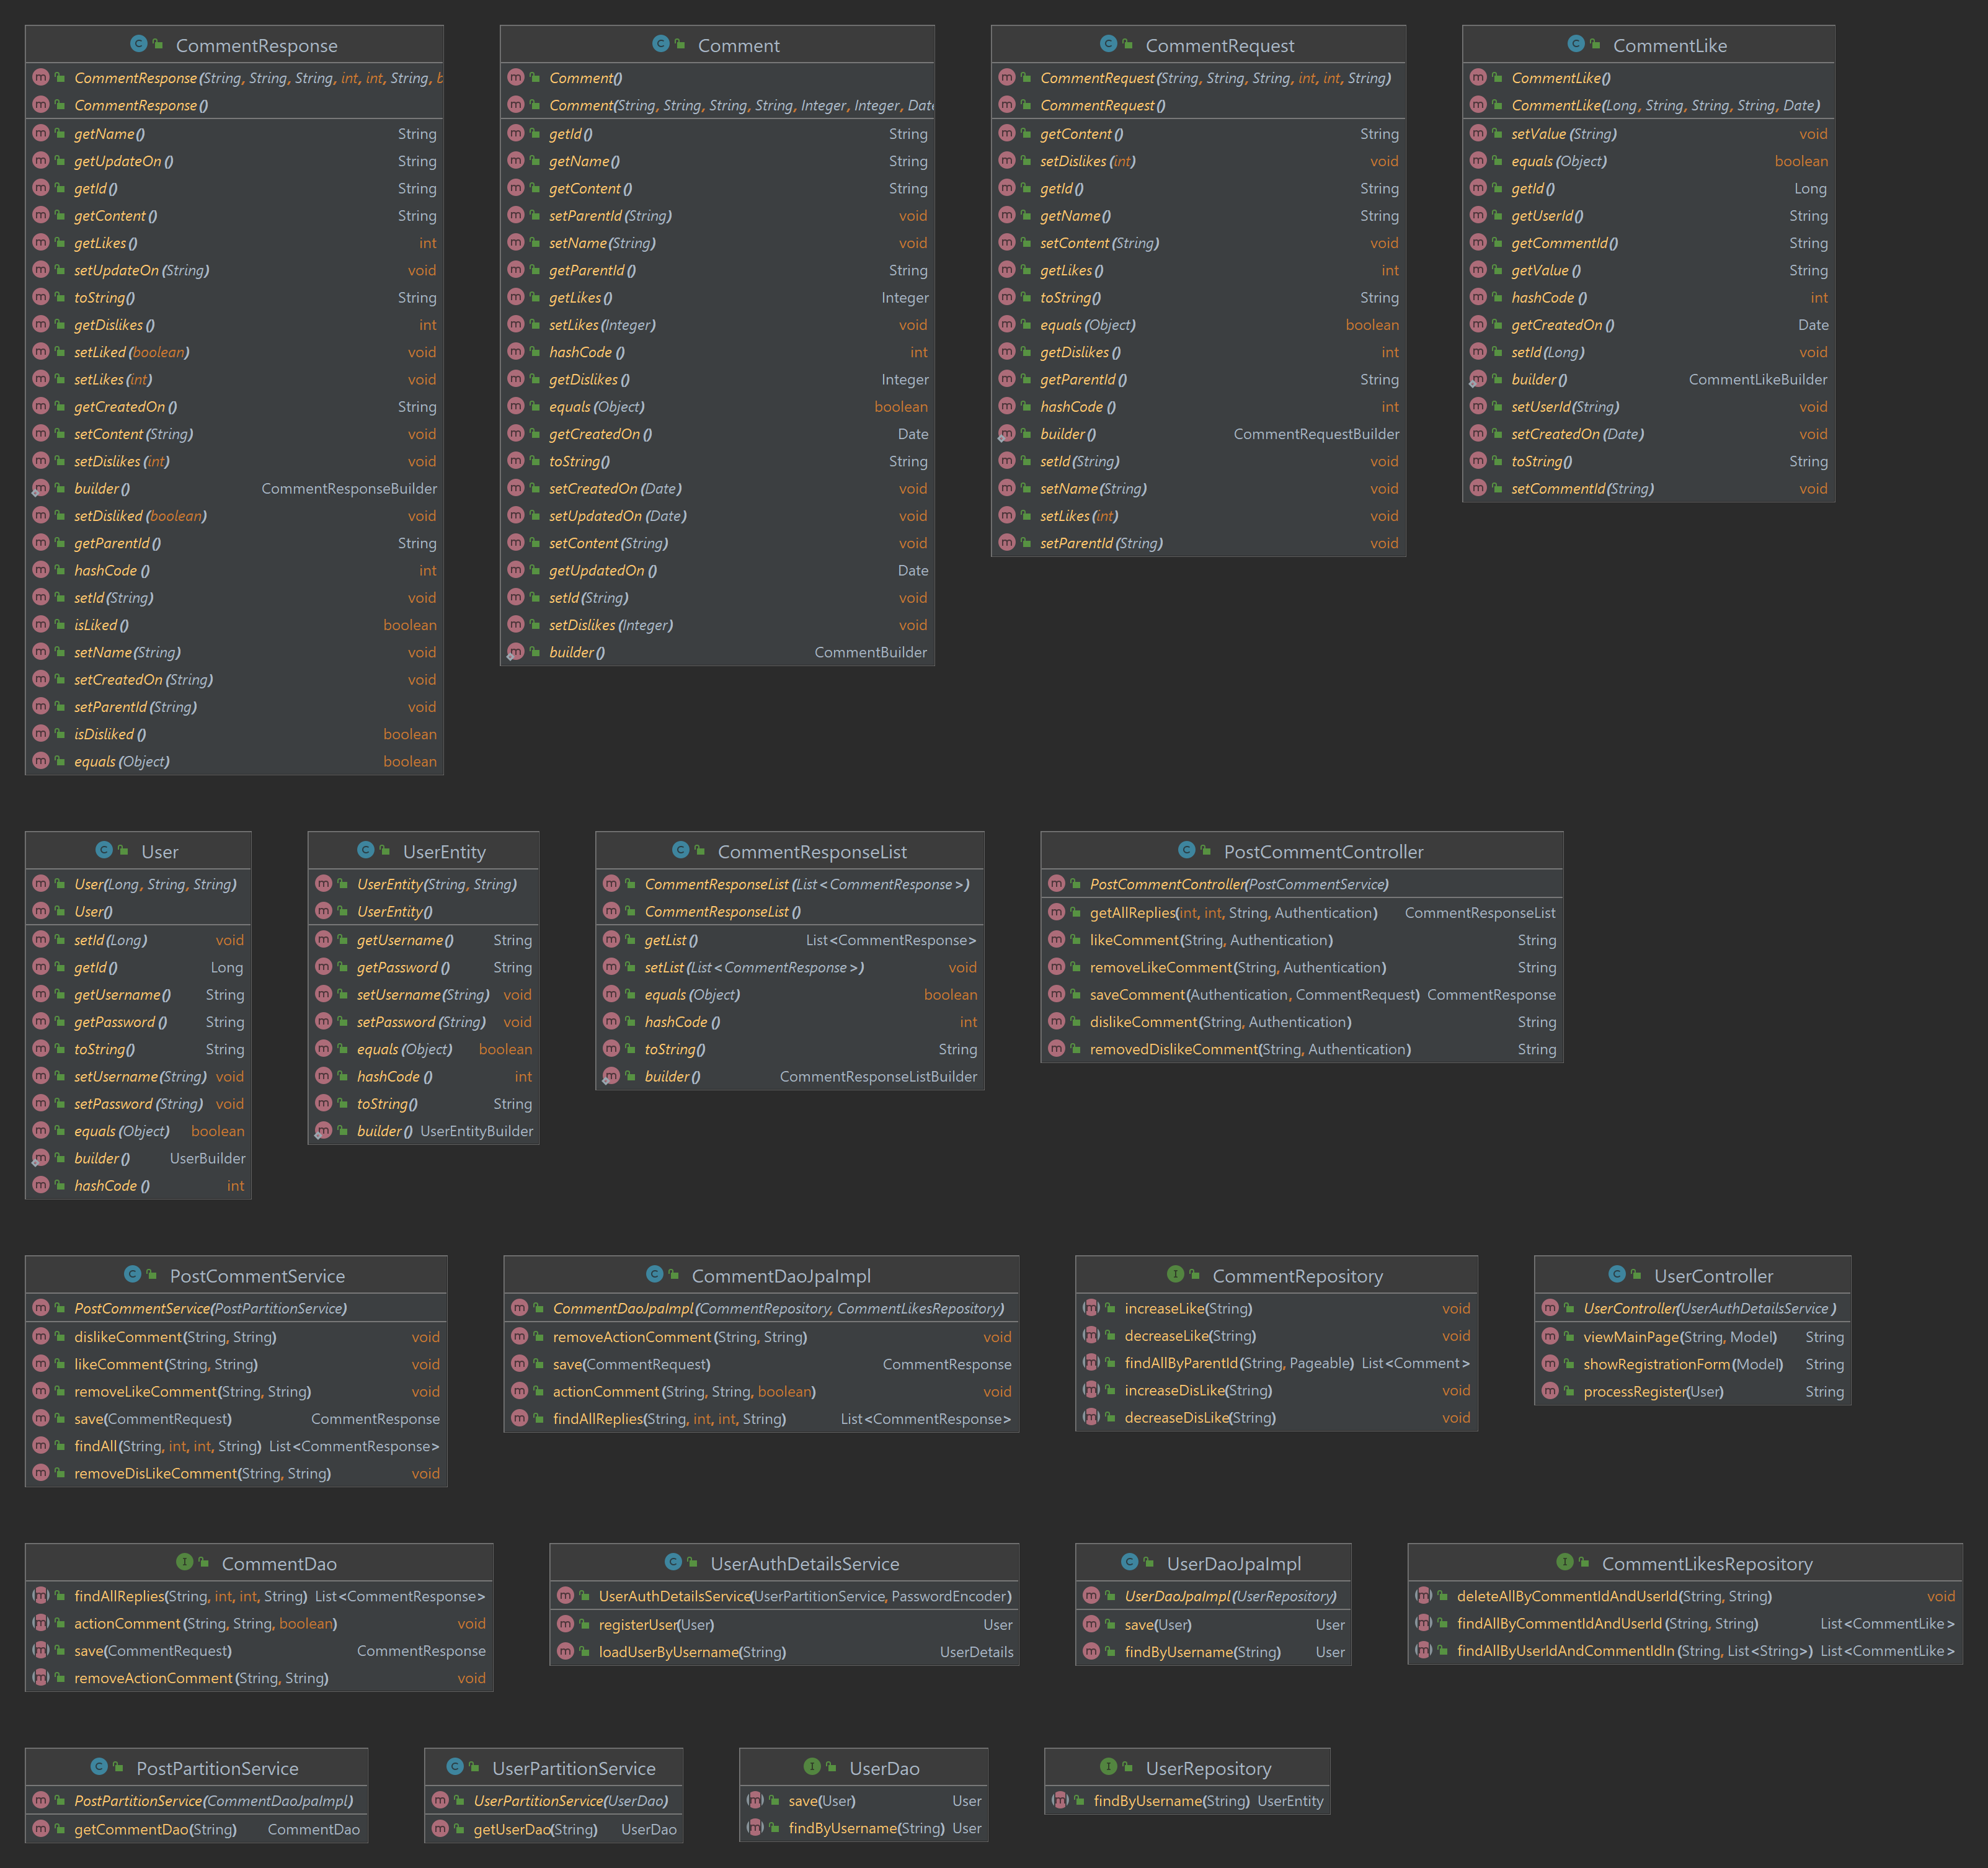 CommentResponse
CommentResponse(String, String, String, int, int, String, b
CommentResponse()
getName() String
getUpdateOn() String
getId() String
getContent() String
getLikes() int
setUpdateOn(String) void
toString() String
getDislikes() int
setLiked(boolean) void
setLikes(int) void
getCreatedOn() String
setContent(String) void
setDislikes(int) void
builder() CommentResponseBuilder
setDisliked(boolean) void
getParentId() String
hashCode() int
setId(String) void
isLiked() boolean
setName(String) void
setCreatedOn(String) void
setParentId(String) void
isDisliked() boolean
equals(Object) boolean
Comment
Comment()
Comment(String, String, String, String, Integer, Integer, Date
getId() String
getName() String
getContent() String
setParentId(String) void
setName(String) void
getParentId() String
getLikes() Integer
setLikes(Integer) void
hashCode() int
getDislikes() Integer
equals(Object) boolean
getCreatedOn() Date
toString() String
setCreatedOn(Date) void
setUpdatedOn(Date) void
setContent(String) void
getUpdatedOn() Date
setId(String) void
setDislikes(Integer) void
builder() CommentBuilder
CommentRequest
CommentRequest(String, String, String, int, int, String)
CommentRequest()
getContent() String
setDislikes(int) void
getId() String
getName() String
setContent(String) void
getLikes() int
toString() String
equals(Object) boolean
getDislikes() int
getParentId() String
hashCode() int
builder() CommentRequestBuilder
setId(String) void
setName(String) void
setLikes(int) void
setParentId(String) void
CommentLike
CommentLike()
CommentLike(Long, String, String, String, Date)
setValue(String) void
equals(Object) boolean
getId() Long
getUserId() String
getCommentId() String
getValue() String
hashCode() int
getCreatedOn() Date
setId(Long) void
builder() CommentLikeBuilder
setUserId(String) void
setCreatedOn(Date) void
toString() String
setCommentId(String) void
User
User(Long, String, String)
User()
setId(Long) void
getId() Long
getUsername() String
getPassword() String
toString() String
setUsername(String) void
setPassword(String) void
equals(Object) boolean
builder() UserBuilder
hashCode() int
UserEntity
UserEntity(String, String)
UserEntity()
getUsername() String
getPassword() String
setUsername(String) void
setPassword(String) void
equals(Object) boolean
hashCode() int
toString() String
builder() UserEntityBuilder
CommentResponseList
CommentResponseList(List<CommentResponse>)
CommentResponseList()
getList() List<CommentResponse>
setList(List<CommentResponse>) void
equals(Object) boolean
hashCode() int
toString() String
builder() CommentResponseListBuilder
PostCommentController
PostCommentController(PostCommentService)
getAllReplies(int, int, String, Authentication) CommentResponseList
likeComment(String, Authentication) String
removeLikeComment(String, Authentication) String
saveComment(Authentication, CommentRequest) CommentResponse
dislikeComment(String, Authentication) String
removedDislikeComment(String, Authentication) String
PostCommentService
PostCommentService(PostPartitionService)
dislikeComment(String, String) void
likeComment(String, String) void
removeLikeComment(String, String) void
save(CommentRequest) CommentResponse
findAll(String, int, int, String) List<CommentResponse>
removeDisLikeComment(String, String) void
CommentDaoJpaImpl
CommentDaoJpaImpl(CommentRepository, CommentLikesRepository)
removeActionComment(String, String) void
save(CommentRequest) CommentResponse
actionComment(String, String, boolean) void
findAllReplies(String, int, int, String) List<CommentResponse>
CommentRepository
increaseLike(String) void
decreaseLike(String) void
findAllByParentId(String, Pageable) List<Comment>
increaseDisLike(String) void
decreaseDisLike(String) void
UserController
UserController(UserAuthDetailsService)
viewMainPage(String, Model) String
showRegistrationForm(Model) String
processRegister(User) String
CommentDao
findAllReplies(String, int, int, String) List<CommentResponse>
actionComment(String, String, boolean) void
save(CommentRequest) CommentResponse
removeActionComment(String, String) void
UserAuthDetailsService
UserAuthDetailsService(UserPartitionService, PasswordEncoder)
registerUser(User) User
loadUserByUsername(String) UserDetails
UserDaoJpaImpl
UserDaoJpaImpl(UserRepository)
save(User) User
findByUsername(String) User
CommentLikesRepository
deleteAllByCommentIdAndUserId(String, String) void
findAllByCommentIdAndUserId(String, String) List<CommentLike>
findAllByUserIdAndCommentIdIn(String, List<String>) List<CommentLike>
PostPartitionService
PostPartitionService(CommentDaoJpaImpl)
getCommentDao(String) CommentDao
UserPartitionService
UserPartitionService(UserDao)
getUserDao(String) UserDao
UserDao
save(User) User
findByUsername(String) User
UserRepository
findByUsername(String) UserEntity